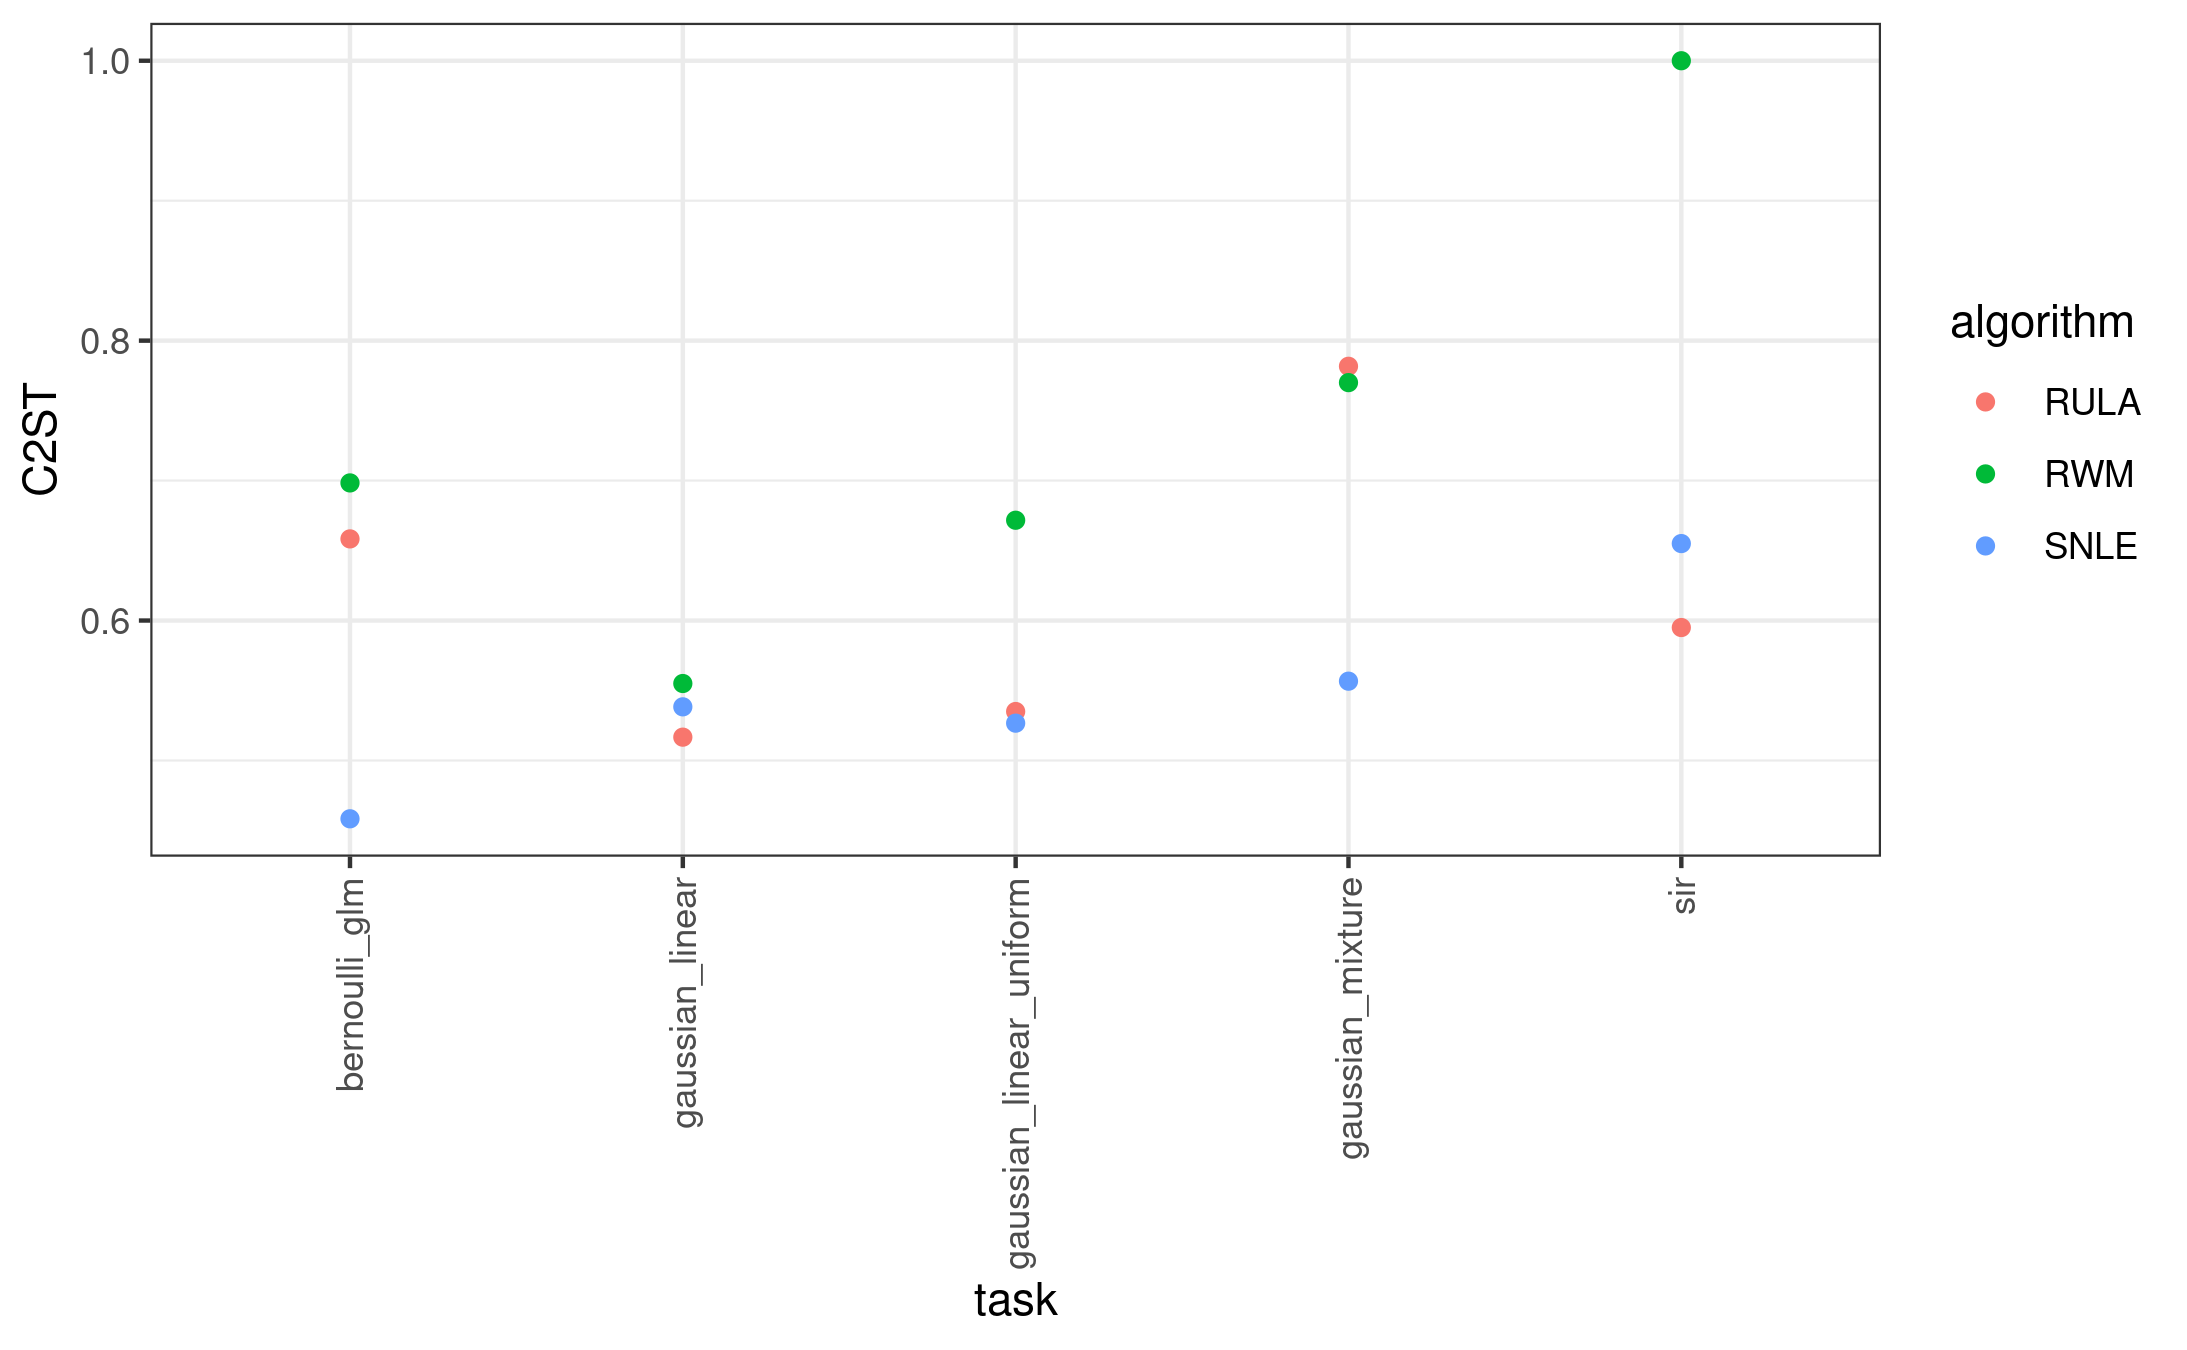 C2ST
1.0
0.8
0.6
bernoulli_glm
gaussian_linear
gaussian_linear_uniform
gaussian_mixture
sir
task
algorithm
RULA
RWM
SNLE